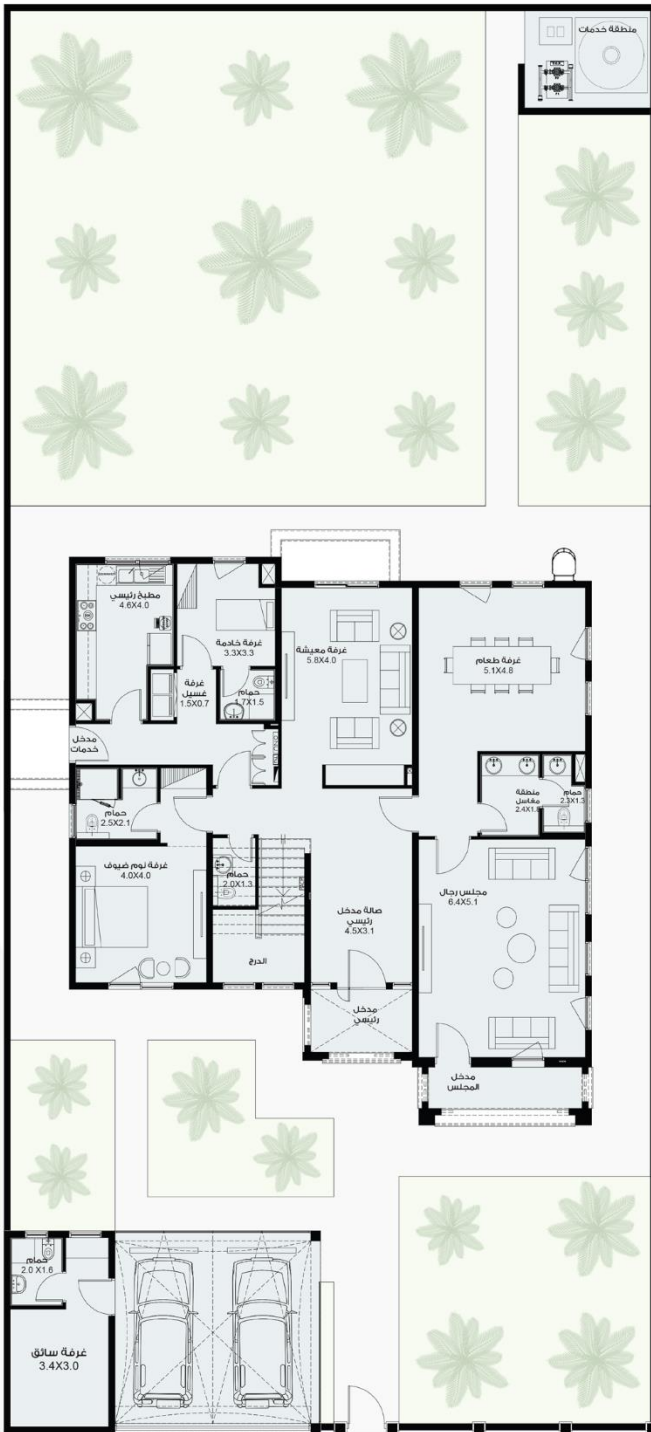 منطقة خدمات
مطبخ رئيسي
4.6X4.0
غرفة خادمة
3.3X3.3
غرفة معيشة
5.8X4.0
غرفة طعام
5.1X4.8
غرفة
غسيل
1.5X0.7
حمام
1.7X1.5
مدخل
خدمات
حمام
2.5X2.1
منطقة
مغاسل
حمام
2.3X1.3
غرفة نوم ضيوف
4.0X4.0
حمام
2.0X1.3
مجلس رجال
6.4X5.1
صالة مدخل
رئيسي
4.5X3.1
الدرج
مدخل
رئيسي
مدخل
المجلس
حمام
2.0 X1.6
غرفة سائق
3.4X3.0